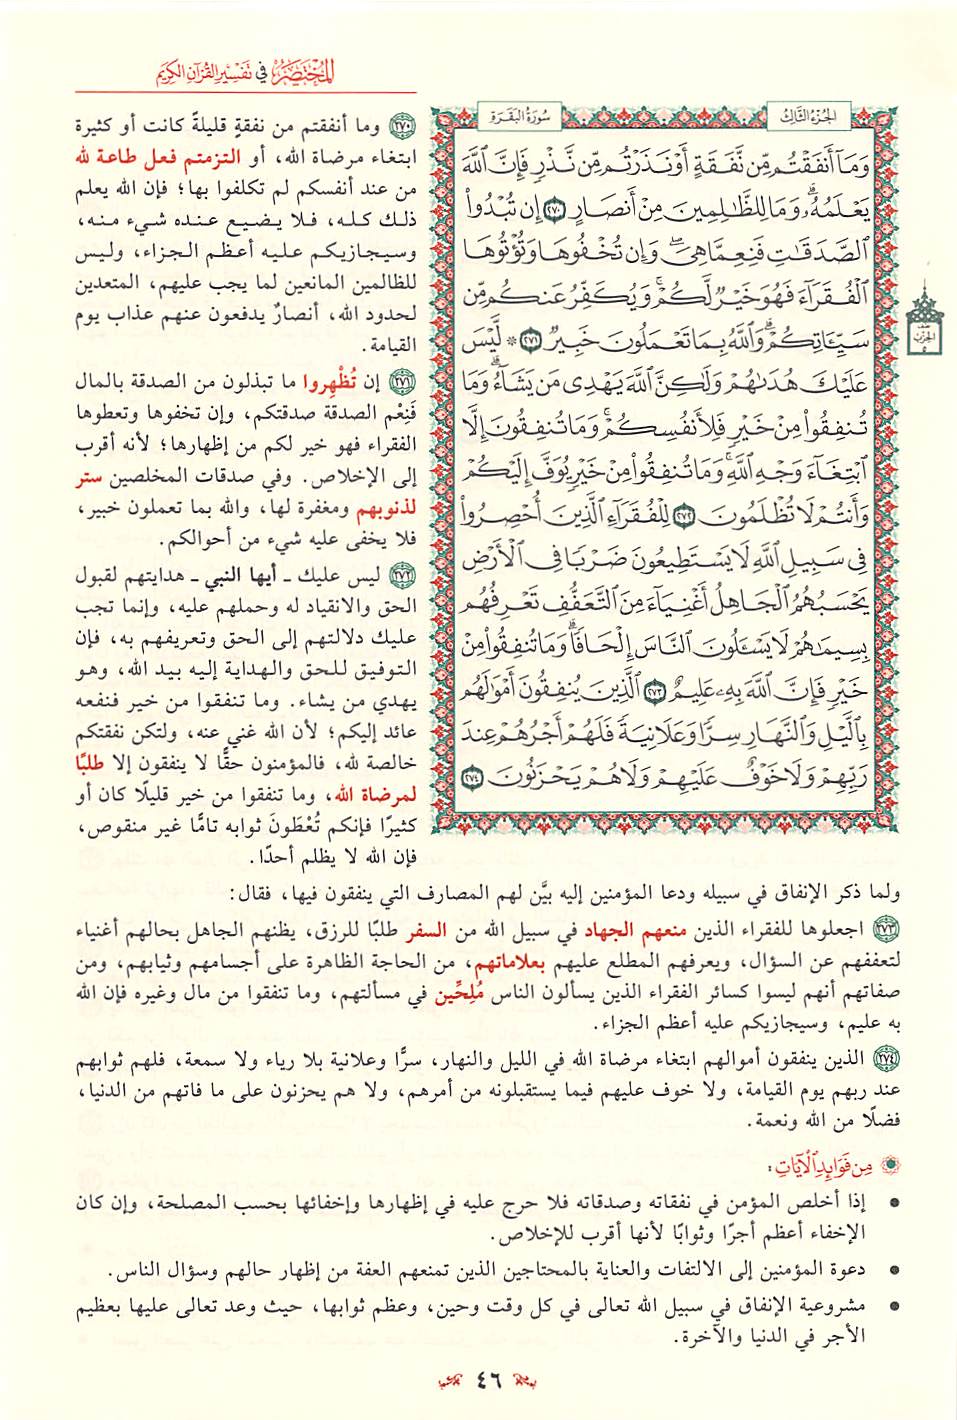 المختصر في تفسير القرآن الكريم
الجزء الثالث
سورة البقرة
وَمَآ أَنفَقْتُم مِّن نَّفَقَةٍ أَوْ نَذَرْتُم مِّن نَّذْرٍ فَإِنَّ ٱللَّهَ
يَعْلَمُهُۥۗ وَمَا لِلظَّٰلِمِينَ مِنْ أَنصَارٍ ٢٧٠ إِن تُبْدُوا۟
ٱلصَّدَقَٰتِ فَنِعِمَّا هِىَۖ وَإِن تُخْفُوهَا وَتُؤْتُوهَا
ٱلْفُقَرَآءَ فَهُوَ خَيْرٌ لَّكُمْۚ وَيُكَفِّرُ عَنكُم مِّن
سَيِّـَٔاتِكُمْۗ وَٱللَّهُ بِمَا تَعْمَلُونَ خَبِيرٌ ٢٧١ ۞ لَّيْسَ
عَلَيْكَ هُدَىٰهُمْ وَلَٰكِنَّ ٱللَّهَ يَهْدِى مَن يَشَآءُۗ وَمَا
تُنفِقُوا۟ مِنْ خَيْرٍ فَلِأَنفُسِكُمْۚ وَمَا تُنفِقُونَ إِلَّا
ٱبْتِغَآءَ وَجْهِ ٱللَّهِۚ وَمَا تُنفِقُوا۟ مِنْ خَيْرٍ يُوَفَّ إِلَيْكُمْ
وَأَنتُمْ لَا تُظْلَمُونَ ٢٧٢ لِلْفُقَرَآءِ ٱلَّذِينَ أُحْصِرُوا۟
فِى سَبِيلِ ٱللَّهِ لَا يَسْتَطِيعُونَ ضَرْبًا فِى ٱلْأَرْضِ
يَحْسَبُهُمُ ٱلْجَاهِلُ أَغْنِيَآءَ مِنَ ٱلتَّعَفُّفِ تَعْرِفُهُم
بِسِيمَٰهُمْ لَا يَسْـَٔلُونَ ٱلنَّاسَ إِلْحَافًاۗ وَمَا تُنفِقُوا۟ مِنْ
خَيْرٍ فَإِنَّ ٱللَّهَ بِهِۦ عَلِيمٌ ٢٧٣ ٱلَّذِينَ يُنفِقُونَ أَمْوَٰلَهُم
بِٱلَّيْلِ وَٱلنَّهَارِ سِرًّا وَعَلَانِيَةً فَلَهُمْ أَجْرُهُمْ عِندَ
رَبِّهِمْ وَلَا خَوْفٌ عَلَيْهِمْ وَلَا هُمْ يَحْزَنُونَ ٢٧٤
نصف
الحزب
٥
٢٧٠ وما أنفقتم من نفقةٍ قليلةً كانت أو كثيرة
ابتغاء مرضاة الله، أو التزمتم فعل طاعة لله
من عند أنفسكم لم تكلفوا بها؛ فإن الله يعلم
ذلك كله، فلا يضيع عنده شيء منه،
وسيجازيكم عليه أعظم الجزاء، وليس
للظالمين المانعين لما يجب عليهم، المتعدين
لحدود الله، أنصارٌ يدفعون عنهم عذاب يوم
القيامة.
٢٧١ إن تُظْهِروا ما تبذلون من الصدقة بالمال
فَنِعْم الصدقة صدقتكم، وإن تخفوها وتعطوها
الفقراء فهو خير لكم من إظهارها؛ لأنه أقرب
إلى الإخلاص. وفي صدقات المخلصين ستر
لذنوبهم ومغفرة لها، والله بما تعملون خبير،
فلا يخفى عليه شيء من أحوالكم.
٢٧٢ ليس عليك ـ أيها النبي ـ هدايتهم لقبول
الحق والانقياد له وحملهم عليه، وإنما تجب
عليك دلالتهم إلى الحق وتعريفهم به، فإن
التوفيق للحق والهداية إليه بيد الله، وهو
يهدي من يشاء. وما تنفقوا من خير فنفعه
عائد إليكم؛ لأن الله غني عنه، ولتكن نفقتكم
خالصة لله، فالمؤمنون حقًّا لا ينفقون إلا طلبًا
لمرضاة الله، وما تنفقوا من خير قليلًا كان أو
كثيرًا فإنكم تُعْطَونَ ثوابه تامًّا غير منقوص،
فإن الله لا يظلم أحدًا.
ولما ذكر الإنفاق في سبيله ودعا المؤمنين إليه بيَّن لهم المصارف التي ينفقون فيها، فقال:
٢٧٣ اجعلوها للفقراء الذين منعهم الجهاد في سبيل الله من السفر طلبًا للرزق، يظنهم الجاهل بحالهم أغنياء
لتعففهم عن السؤال، ويعرفهم المطلع عليهم بعلاماتهم، من الحاجة الظاهرة على أجسامهم وثيابهم، ومن
صفاتهم أنهم ليسوا كسائر الفقراء الذين يسألون الناس مُلِحِّين في مسألتهم، وما تنفقوا من مال وغيره فإن الله
به عليم، وسيجازيكم عليه أعظم الجزاء.
٢٧٤ الذين ينفقون أموالهم ابتغاء مرضاة الله في الليل والنهار، سرًّا وعلانية بلا رياء ولا سمعة، فلهم ثوابهم
عند ربهم يوم القيامة، ولا خوف عليهم فيما يستقبلونه من أمرهم، ولا هم يحزنون على ما فاتهم من الدنيا،
فضلًا من الله ونعمة.
من فوائد الآيات:
• إذا أخلص المؤمن في نفقاته وصدقاته فلا حرج عليه في إظهارها وإخفائها بحسب المصلحة، وإن كان
الإخفاء أعظم أجرًا وثوابًا لأنها أقرب للإخلاص.
• دعوة المؤمنين إلى الالتفات والعناية بالمحتاجين الذين تمنعهم العفة من إظهار حالهم وسؤال الناس.
• مشروعية الإنفاق في سبيل الله تعالى في كل وقت وحين، وعظم ثوابها، حيث وعد تعالى عليها بعظيم
الأجر في الدنيا والآخرة.
٤٦